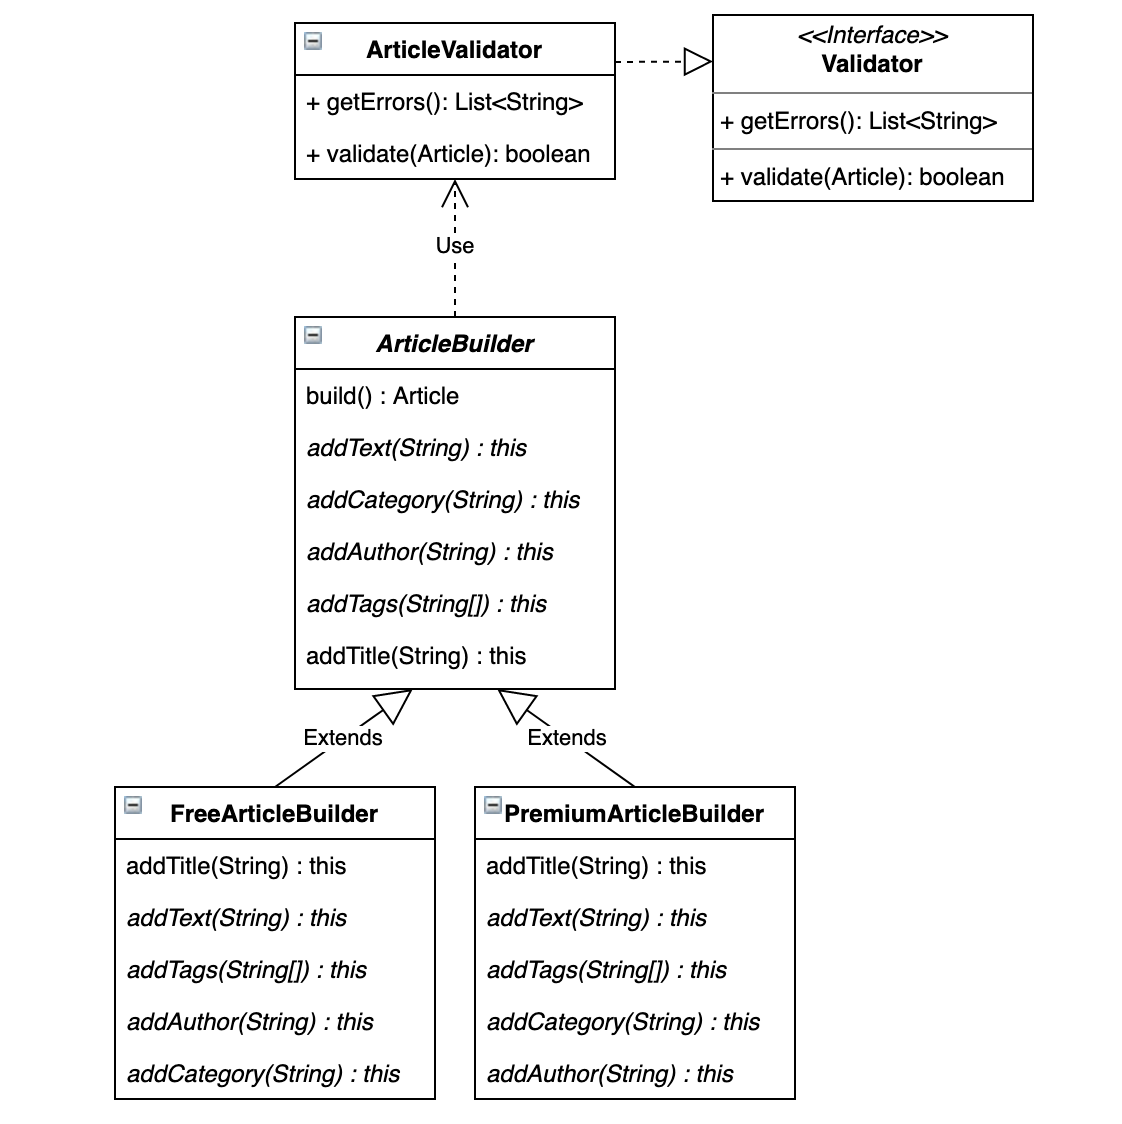 ArticleValidator
+ getErrors(): List<String>
+ validate(Article): boolean
<<Interface>>
Validator
+ getErrors(): List<String>
+ validate(Article): boolean
Use
ArticleBuilder
build() : Article
addText(String) : this
addCategory(String) : this
addAuthor(String) : this
addTags(String[]) : this
addTitle(String) : this
Extends
Extends
FreeArticleBuilder
addTitle(String) : this
addText(String) : this
addTags(String[]) : this
addAuthor(String) : this
addCategory(String) : this
PremiumArticleBuilder
addTitle(String) : this
addText(String) : this
addTags(String[]) : this
addCategory(String) : this
addAuthor(String) : this